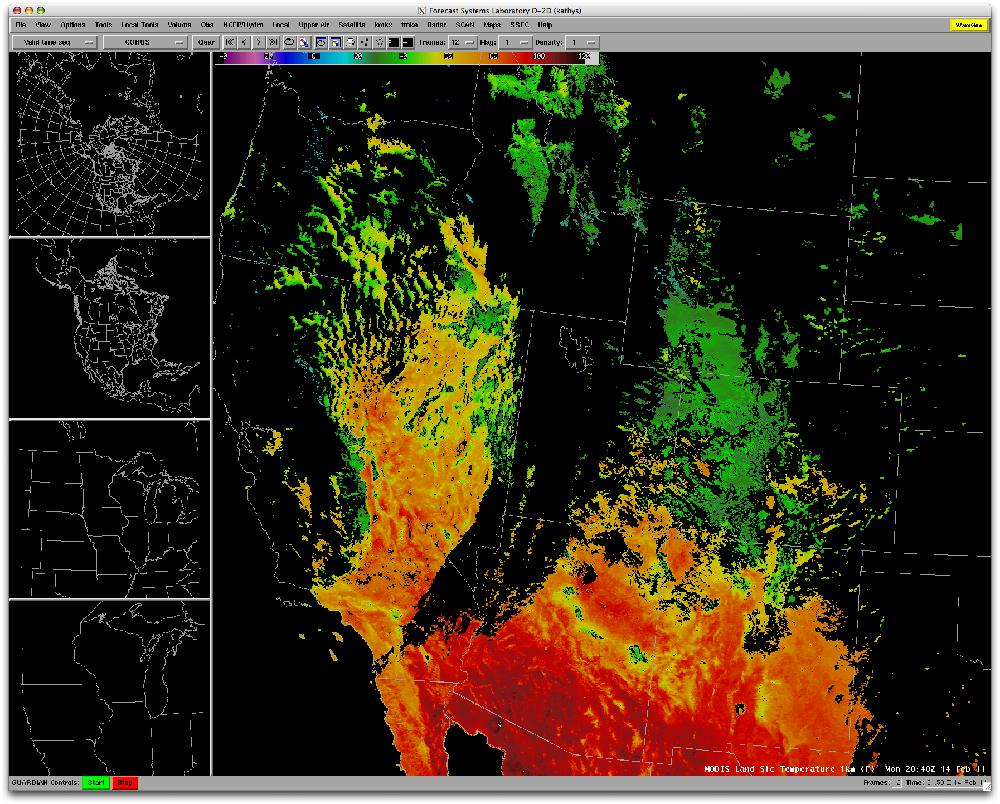 X Forecast Systems Laboratory D-2D (kathys)
File View Options Tools Local Tools Volume Obs NCEP/Hydro Local Upper Air Satellite kmkx tmke Radar SCAN Maps SSEC Help WarnGen
Valid time seq CONUS Clear Frames: 12 Mag: 1 Density: 1
-40 20 -0+ 20 40 60 80 100 120
MODIS Land Sfc Temperature 1km (F) Mon 20:40Z 14-Feb-11
GUARDIAN Controls: Start Stop Frames: 12 Time: 21:50 Z 14-Feb-11